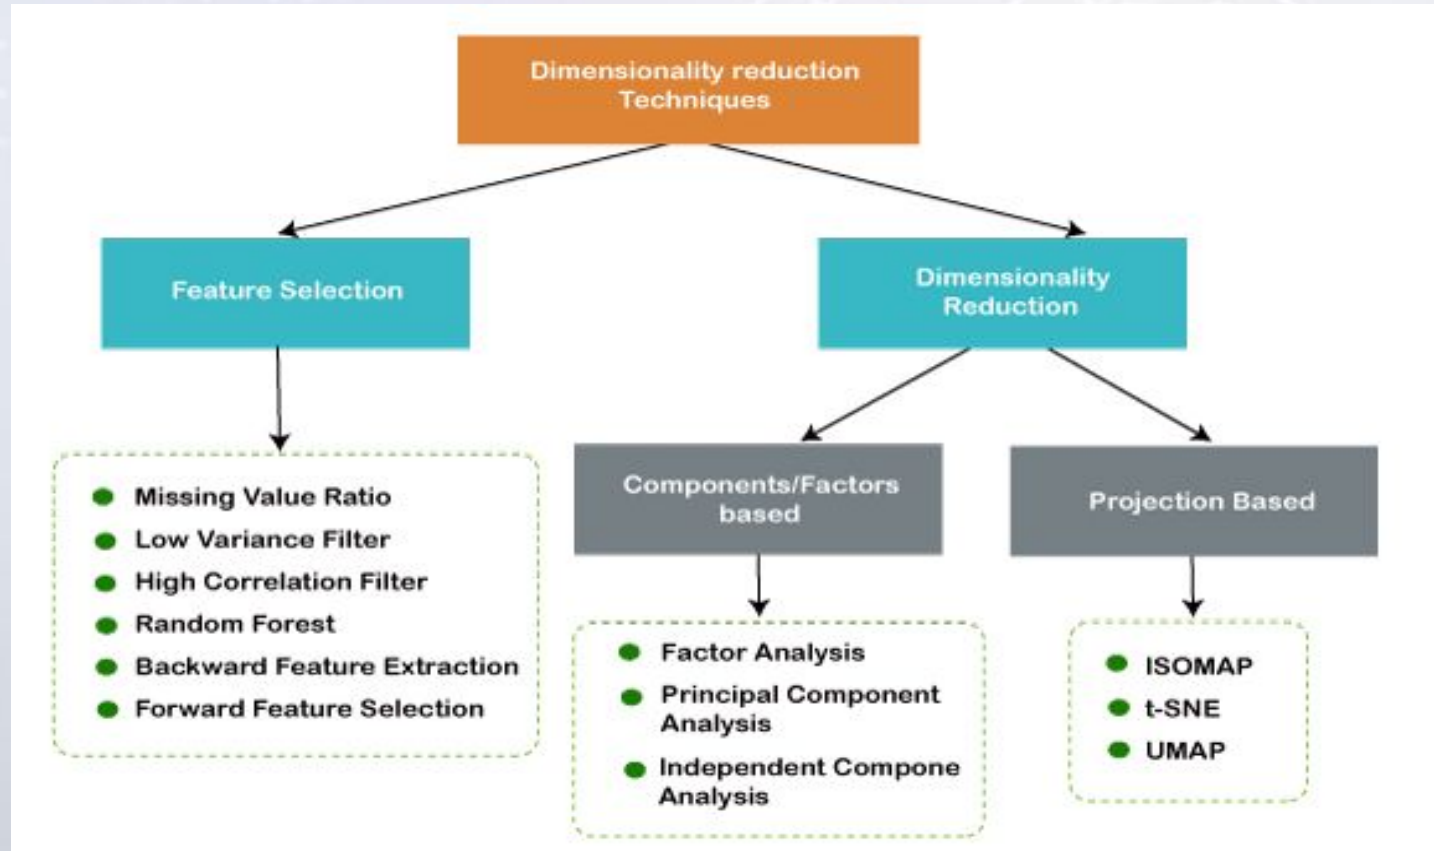 Dimensionality reduction
Techniques
Feature Selection
Dimensionality
Reduction
Missing Value Ratio
Low Variance Filter
High Correlation Filter
Random Forest
Backward Feature Extraction
Forward Feature Selection
Components/Factors
based
Factor Analysis
Principal Component
Analysis
Independent Compone
Analysis
Projection Based
ISOMAP
t-SNE
UMAP